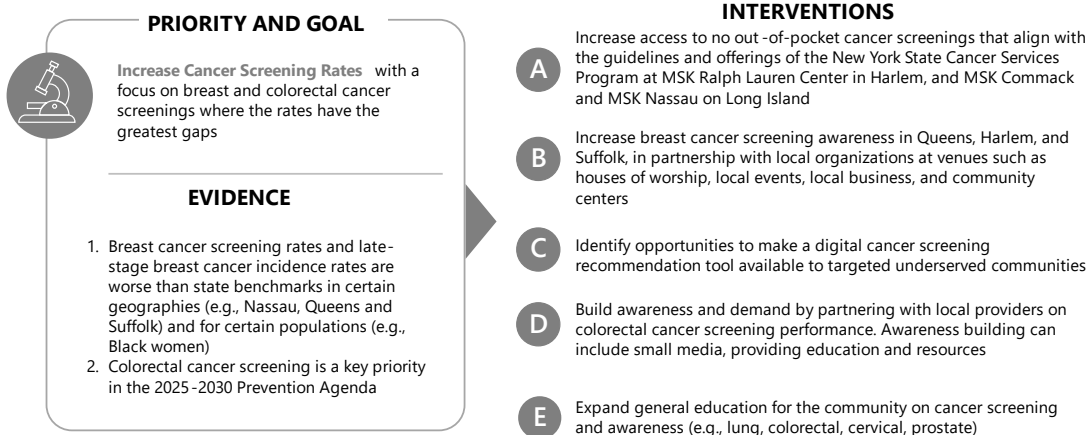 PRIORITY AND GOAL
Increase Cancer Screening Rates with a
focus on breast and colorectal cancer
screenings where the rates have the
greatest gaps
EVIDENCE
1. Breast cancer screening rates and late-
stage breast cancer incidence rates are
worse than state benchmarks in certain
geographies (e.g., Nassau, Queens and
Suffolk) and for certain populations (e.g.,
Black women)
2. Colorectal cancer screening is a key priority
in the 2025-2030 Prevention Agenda
INTERVENTIONS
A
Increase access to no out-of-pocket cancer screenings that align with
the guidelines and offerings of the New York State Cancer Services
Program at MSK Ralph Lauren Center in Harlem, and MSK Commack
and MSK Nassau on Long Island
B
Increase breast cancer screening awareness in Queens, Harlem, and
Suffolk, in partnership with local organizations at venues such as
houses of worship, local events, local business, and community
centers
C
Identify opportunities to make a digital cancer screening
recommendation tool available to targeted underserved communities
D
Build awareness and demand by partnering with local providers on
colorectal cancer screening performance. Awareness building can
include small media, providing education and resources
E
Expand general education for the community on cancer screening
and awareness (e.g., lung, colorectal, cervical, prostate)